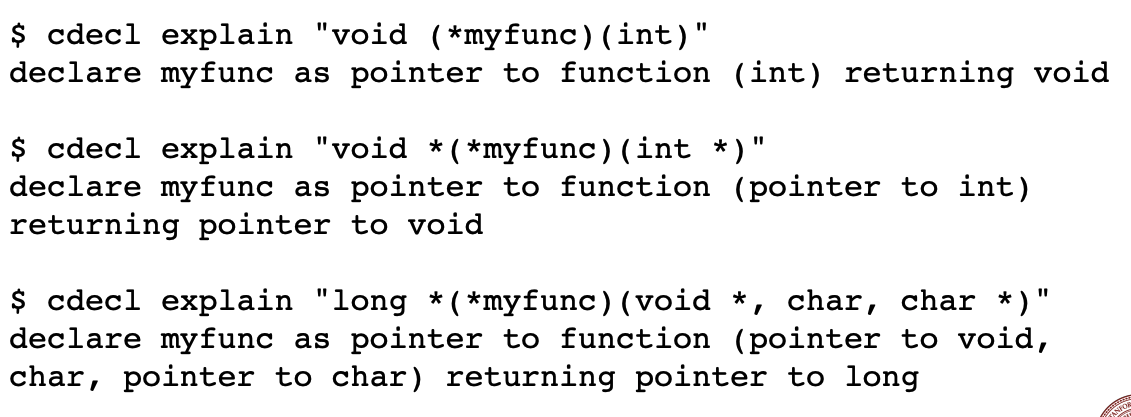 $ cdecl explain "void (*myfunc)(int)"
declare myfunc as pointer to function (int) returning void
$ cdecl explain "void *(*myfunc)(int *)"
declare myfunc as pointer to function (pointer to int)
returning pointer to void
$ cdecl explain "long *(*myfunc)(void *, char, char *)"
declare myfunc as pointer to function (pointer to void,
char, pointer to char) returning pointer to long